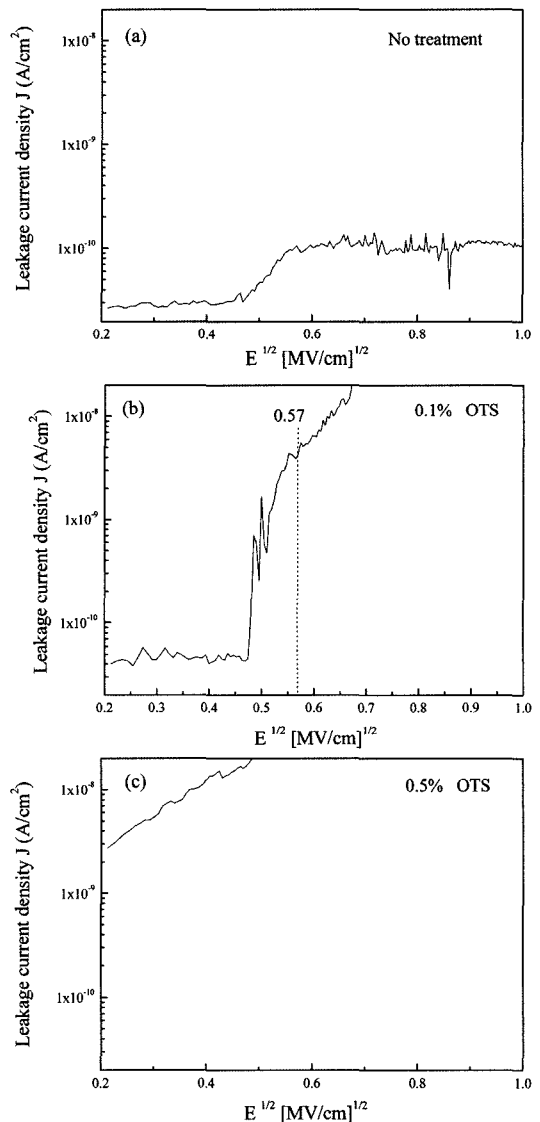 (a)
No treatment
Leakage current density J (A/cm²)
1x10⁻⁸
1x10⁻⁹
1x10⁻¹⁰
0.2 0.4 0.6 0.8 1.0
E ¹/² [MV/cm]¹/²
(b)
0.57
0.1% OTS
Leakage current density J (A/cm²)
1x10⁻⁸
1x10⁻⁹
1x10⁻¹⁰
0.2 0.3 0.4 0.5 0.6 0.7 0.8 0.9 1.0
E ¹/² [MV/cm]¹/²
(c)
0.5% OTS
Leakage current density J (A/cm²)
1x10⁻⁸
1x10⁻⁹
1x10⁻¹⁰
0.2 0.4 0.6 0.8 1.0
E ¹/² [MV/cm]¹/²